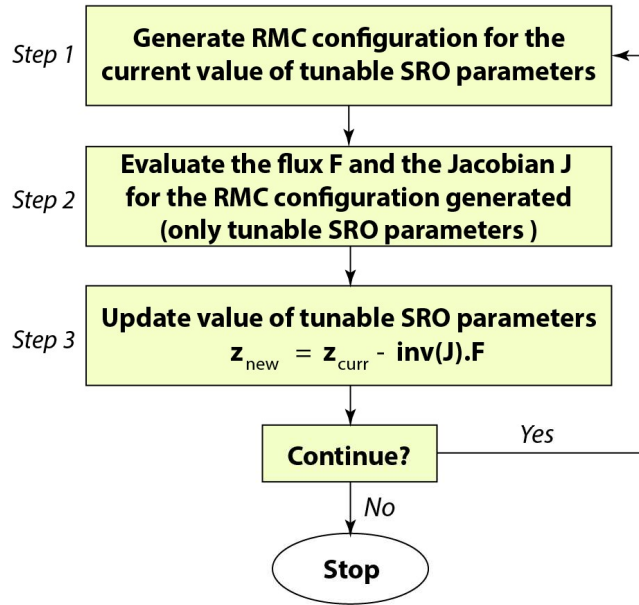 Step 1
Generate RMC configuration for the
current value of tunable SRO parameters
Step 2
Evaluate the flux F and the Jacobian J
for the RMC configuration generated
(only tunable SRO parameters )
Step 3
Update value of tunable SRO parameters
z_new = z_curr - inv(J).F
Continue?
Yes
No
Stop